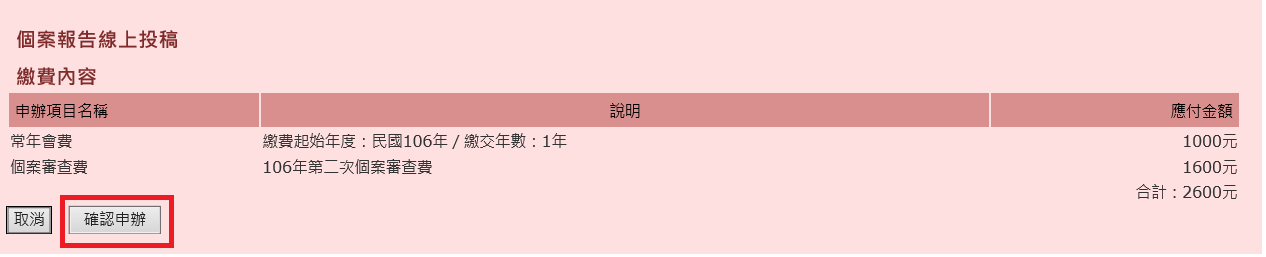 個案報告線上投稿
繳費內容
申辦項目名稱 說明 應付金額
常年會費 繳費起始年度：民國106年 / 繳交年數：1年 1000元
個案審查費 106年第二次個案審查費 1600元
合計：2600元
取消 確認申辦